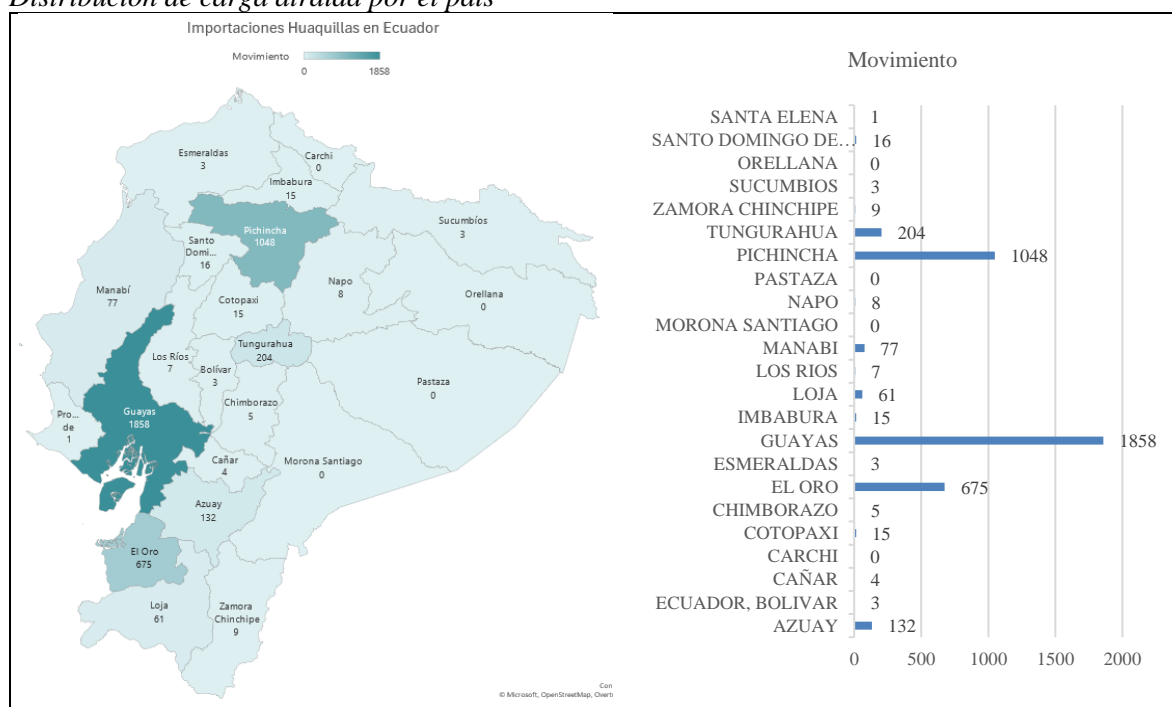 Distribución de carga atraída por el país
Importaciones Huaquillas en Ecuador
Movimiento
0
1858
Esmeraldas
3
Carchi
0
Imbabura
15
Pichincha
1048
Sucumbíos
3
Santo
Domi...
16
Manabí
77
Napo
8
Orellana
0
Cotopaxi
15
Tungurahua
204
Los Ríos
7
Bolívar
3
Pastaza
0
Chimborazo
5
Guayas
1858
Pro...
de
1
Cañar
4
Morona Santiago
0
Azuay
132
El Oro
675
Loja
61
Zamora
Chinchipe
9
Con
© Microsoft, OpenStreetMap, Overt
Movimiento
SANTA ELENA 1
SANTO DOMINGO DE... 16
ORELLANA 0
SUCUMBIOS 3
ZAMORA CHINCHIPE 9
TUNGURAHUA 204
PICHINCHA 1048
PASTAZA 0
NAPO 8
MORONA SANTIAGO 0
MANABI 77
LOS RIOS 7
LOJA 61
IMBABURA 15
GUAYAS 1858
ESMERALDAS 3
EL ORO 675
CHIMBORAZO 5
COTOPAXI 15
CARCHI 0
CAÑAR 4
ECUADOR, BOLIVAR 3
AZUAY 132
0 500 1000 1500 2000